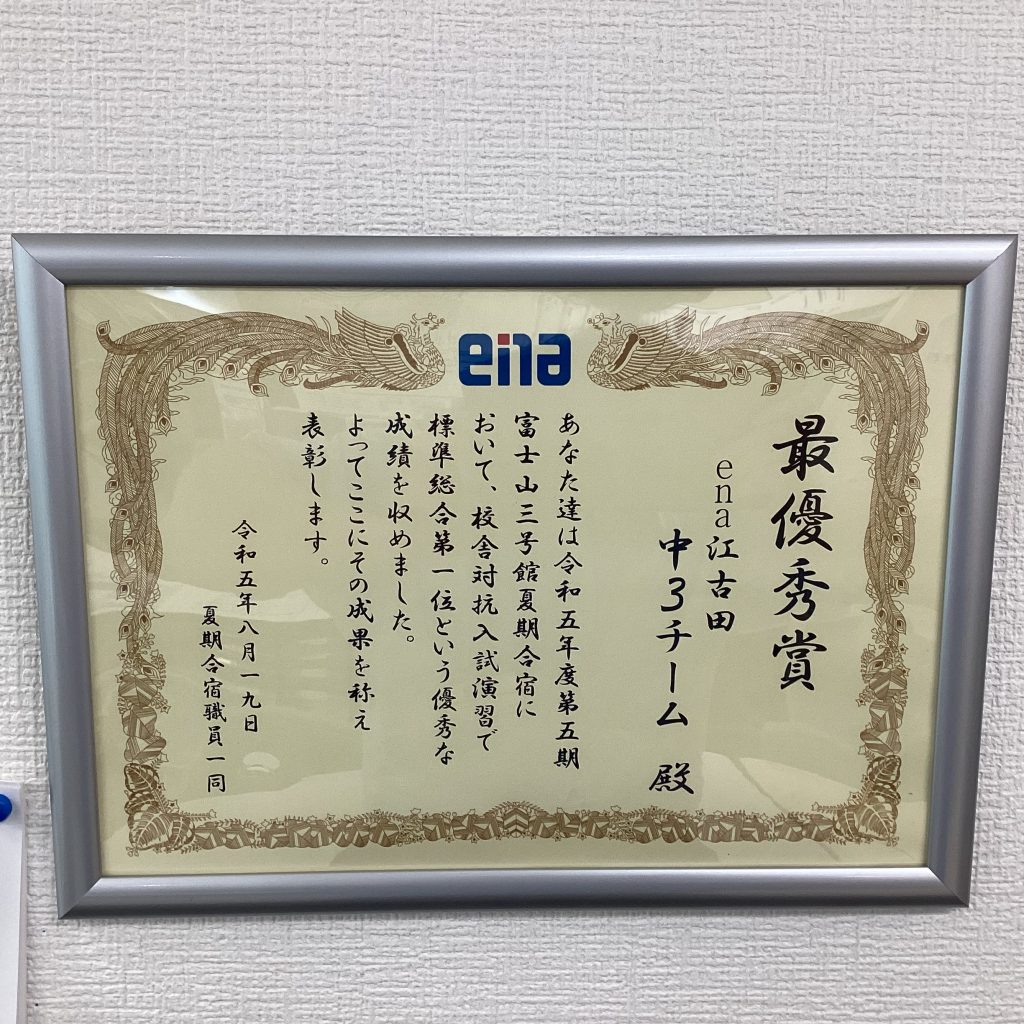 ena
最優秀賞
ena江古田
中3チーム 殿
あなた達は令和五年度第五期
富士山三号館夏期合宿に
おいて、校舎対抗入試演習で
標準総合第一位という優秀な
成績を収めました。
よってここにその成果を称え
表彰します。
令和五年八月一九日
夏期合宿職員一同